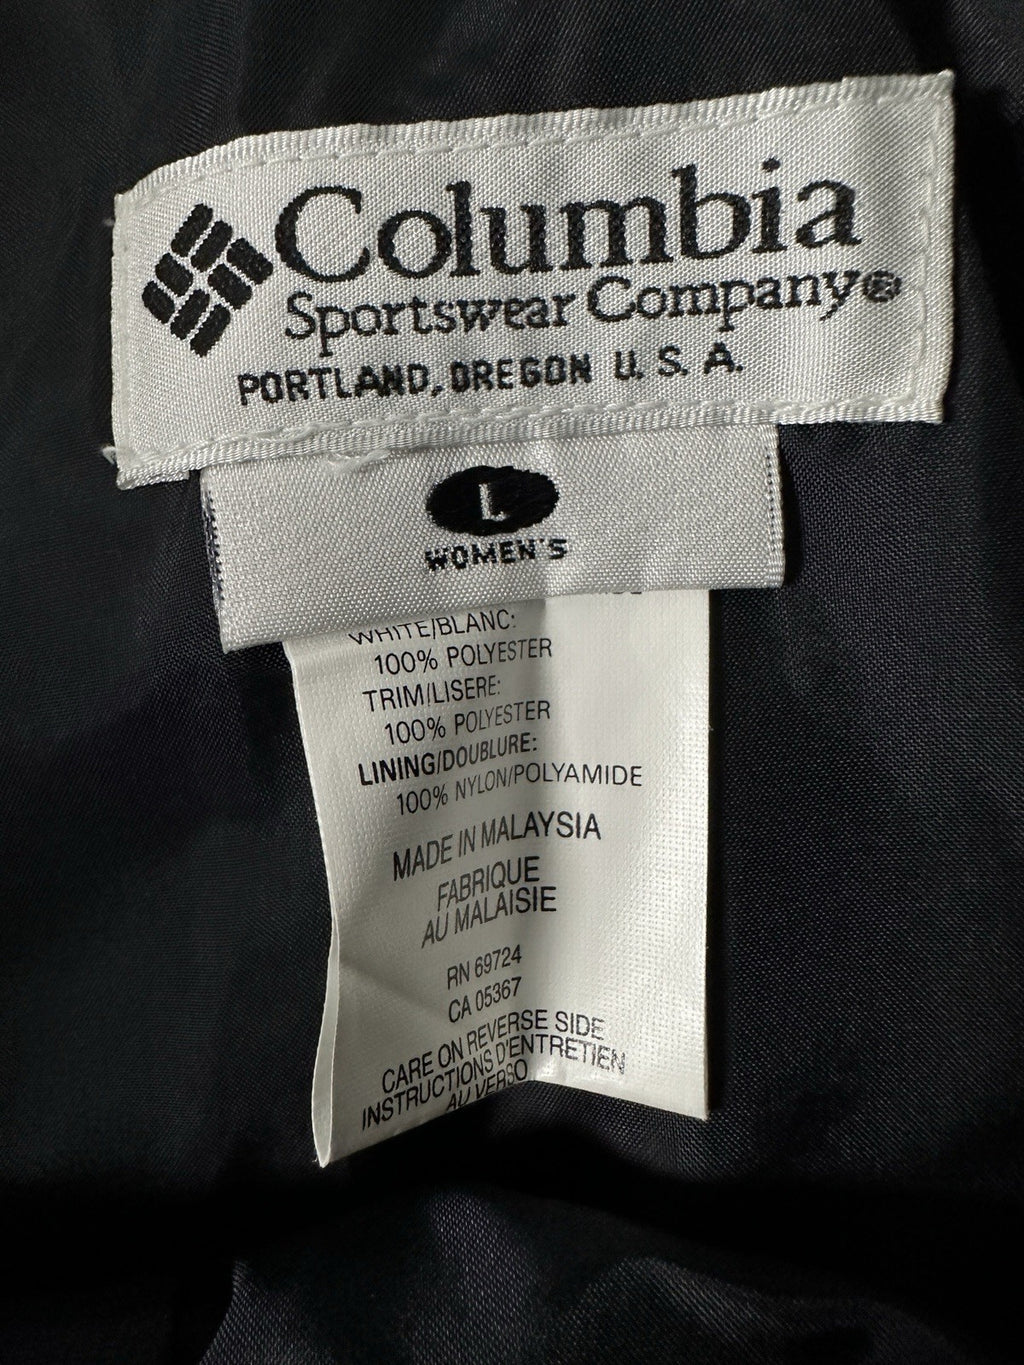 Columbia
Sportswear Company®
PORTLAND, OREGON U. S. A.
L
WOMEN'S
WHITE/BLANC:
100% POLYESTER
TRIM/LISERE:
100% POLYESTER
LINING/DOUBLURE:
100% NYLON/POLYAMIDE
MADE IN MALAYSIA
FABRIQUE
AU MALAISIE
RN 69724
CA 05367
CARE ON REVERSE SIDE
INSTRUCTIONS D'ENTRETIEN
AU VERSO